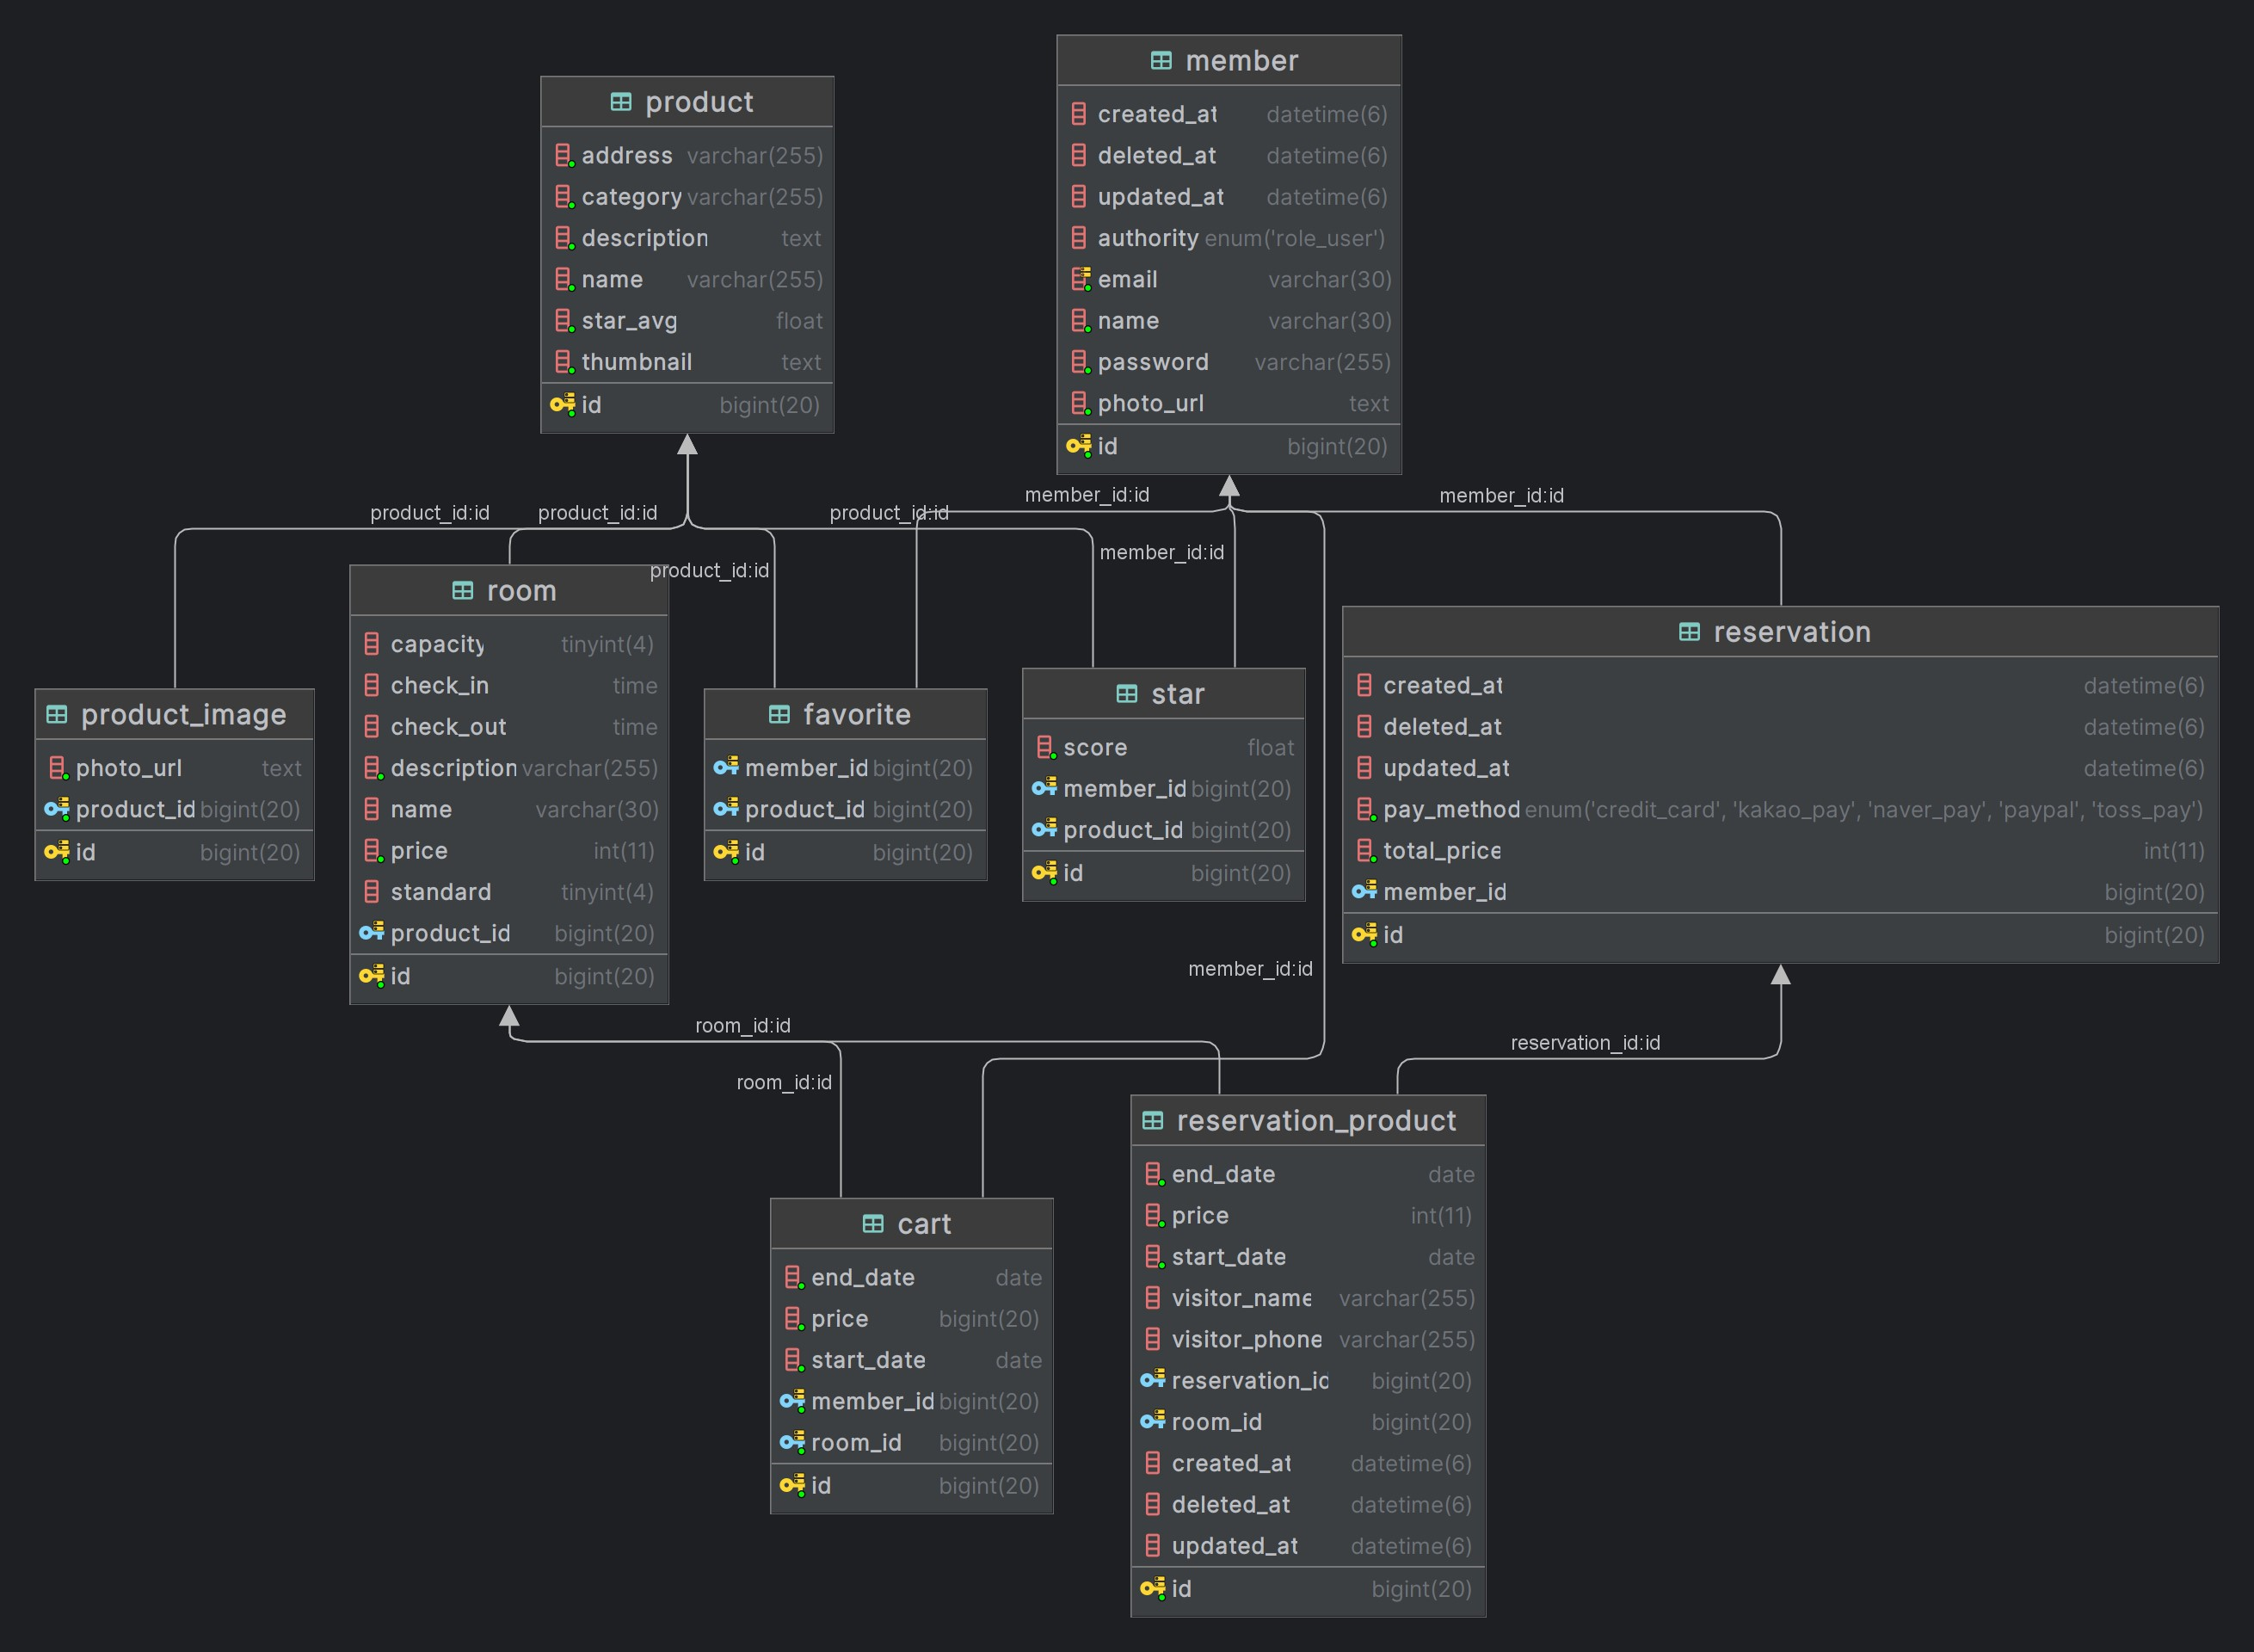 product
address varchar(255)
category varchar(255)
description text
name varchar(255)
star_avg float
thumbnail text
id bigint(20)
member
created_at datetime(6)
deleted_at datetime(6)
updated_at datetime(6)
authority enum('role_user')
email varchar(30)
name varchar(30)
password varchar(255)
photo_url text
id bigint(20)
product_id:id
product_id:id
product_id:id
product_id:id
member_id:id
member_id:id
member_id:id
product_image
photo_url text
product_id bigint(20)
id bigint(20)
room
capacity tinyint(4)
check_in time
check_out time
description varchar(255)
name varchar(30)
price int(11)
standard tinyint(4)
product_id bigint(20)
id bigint(20)
favorite
member_id bigint(20)
product_id bigint(20)
id bigint(20)
star
score float
member_id bigint(20)
product_id bigint(20)
id bigint(20)
reservation
created_at datetime(6)
deleted_at datetime(6)
updated_at datetime(6)
pay_method enum('credit_card', 'kakao_pay', 'naver_pay', 'paypal', 'toss_pay')
total_price int(11)
member_id bigint(20)
id bigint(20)
member_id:id
room_id:id
room_id:id
reservation_id:id
cart
end_date date
price bigint(20)
start_date date
member_id bigint(20)
room_id bigint(20)
id bigint(20)
reservation_product
end_date date
price int(11)
start_date date
visitor_name varchar(255)
visitor_phone varchar(255)
reservation_id bigint(20)
room_id bigint(20)
created_at datetime(6)
deleted_at datetime(6)
updated_at datetime(6)
id bigint(20)